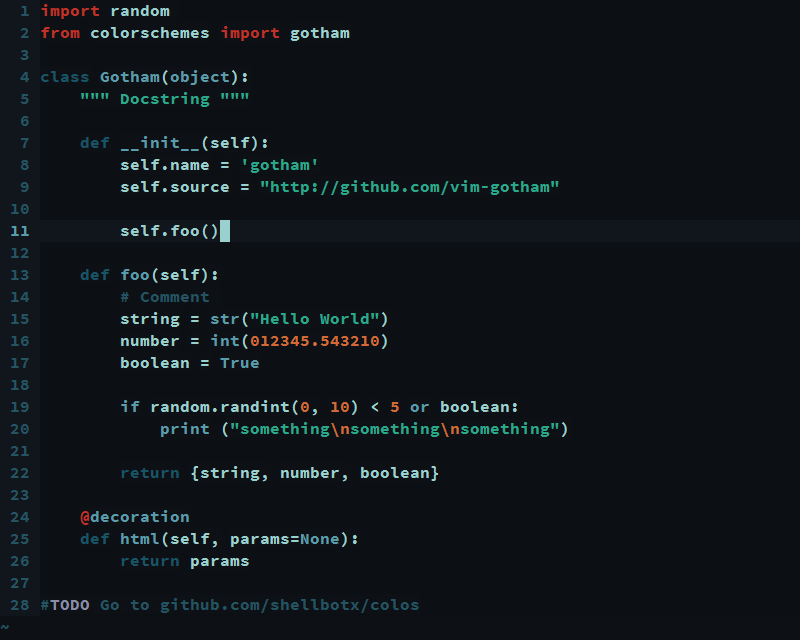 1 import random
2 from colorschemes import gotham
3
4 class Gotham(object):
5     """ Docstring """
6
7     def __init__(self):
8         self.name = 'gotham'
9         self.source = "http://github.com/vim-gotham"
10
11         self.foo()
12
13     def foo(self):
14         # Comment
15         string = str("Hello World")
16         number = int(012345.543210)
17         boolean = True
18
19         if random.randint(0, 10) < 5 or boolean:
20             print ("something\nsomething\nsomething")
21
22         return {string, number, boolean}
23
24     @decoration
25     def html(self, params=None):
26         return params
27
28 #TODO Go to github.com/shellbotx/colos
~